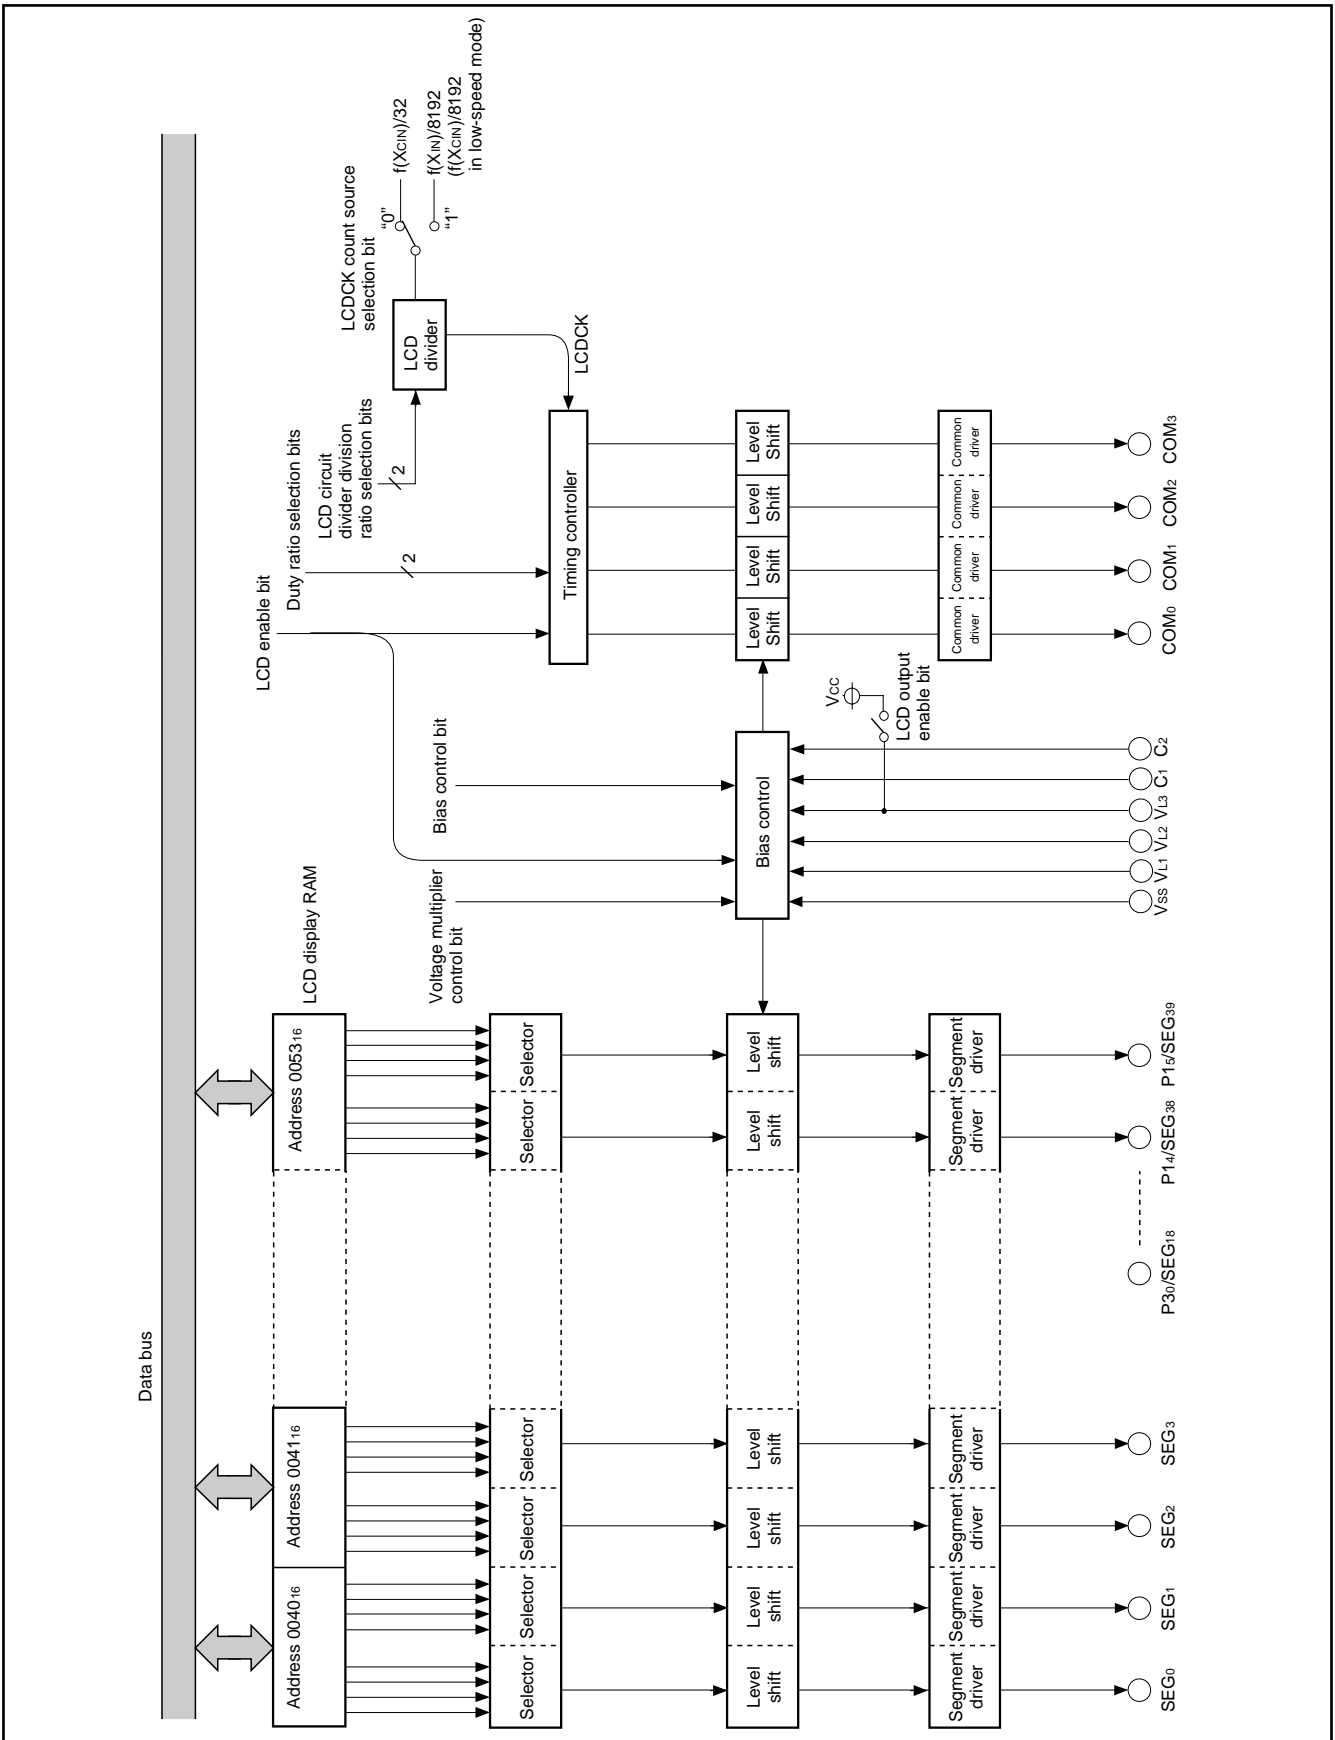 Data bus
Address 004016
Address 004116
Address 005316
LCD display RAM
Selector
Selector
Selector
Selector
Selector
Selector
Level
shift
Level
shift
Level
shift
Level
shift
Level
shift
Level
shift
Segment
driver
Segment
driver
Segment
driver
Segment
driver
Segment
driver
Segment
driver
SEG0
SEG1
SEG2
SEG3
P30/SEG18
P14/SEG38
P15/SEG39
Voltage multiplier
control bit
Bias control bit
LCD enable bit
Duty ratio selection bits
2
LCD circuit
divider division
ratio selection bits
2
LCD
divider
LCDCK count source
selection bit
"0"
"1"
f(XCIN)/32
f(XIN)/8192
(f(XCIN)/8192
in low-speed mode)
LCDCK
Timing controller
Bias control
VCC
LCD output
enable bit
Level
Shift
Level
Shift
Level
Shift
Level
Shift
Common
driver
Common
driver
Common
driver
Common
driver
VSS
VL1
VL2
VL3
C1
C2
COM0
COM1
COM2
COM3